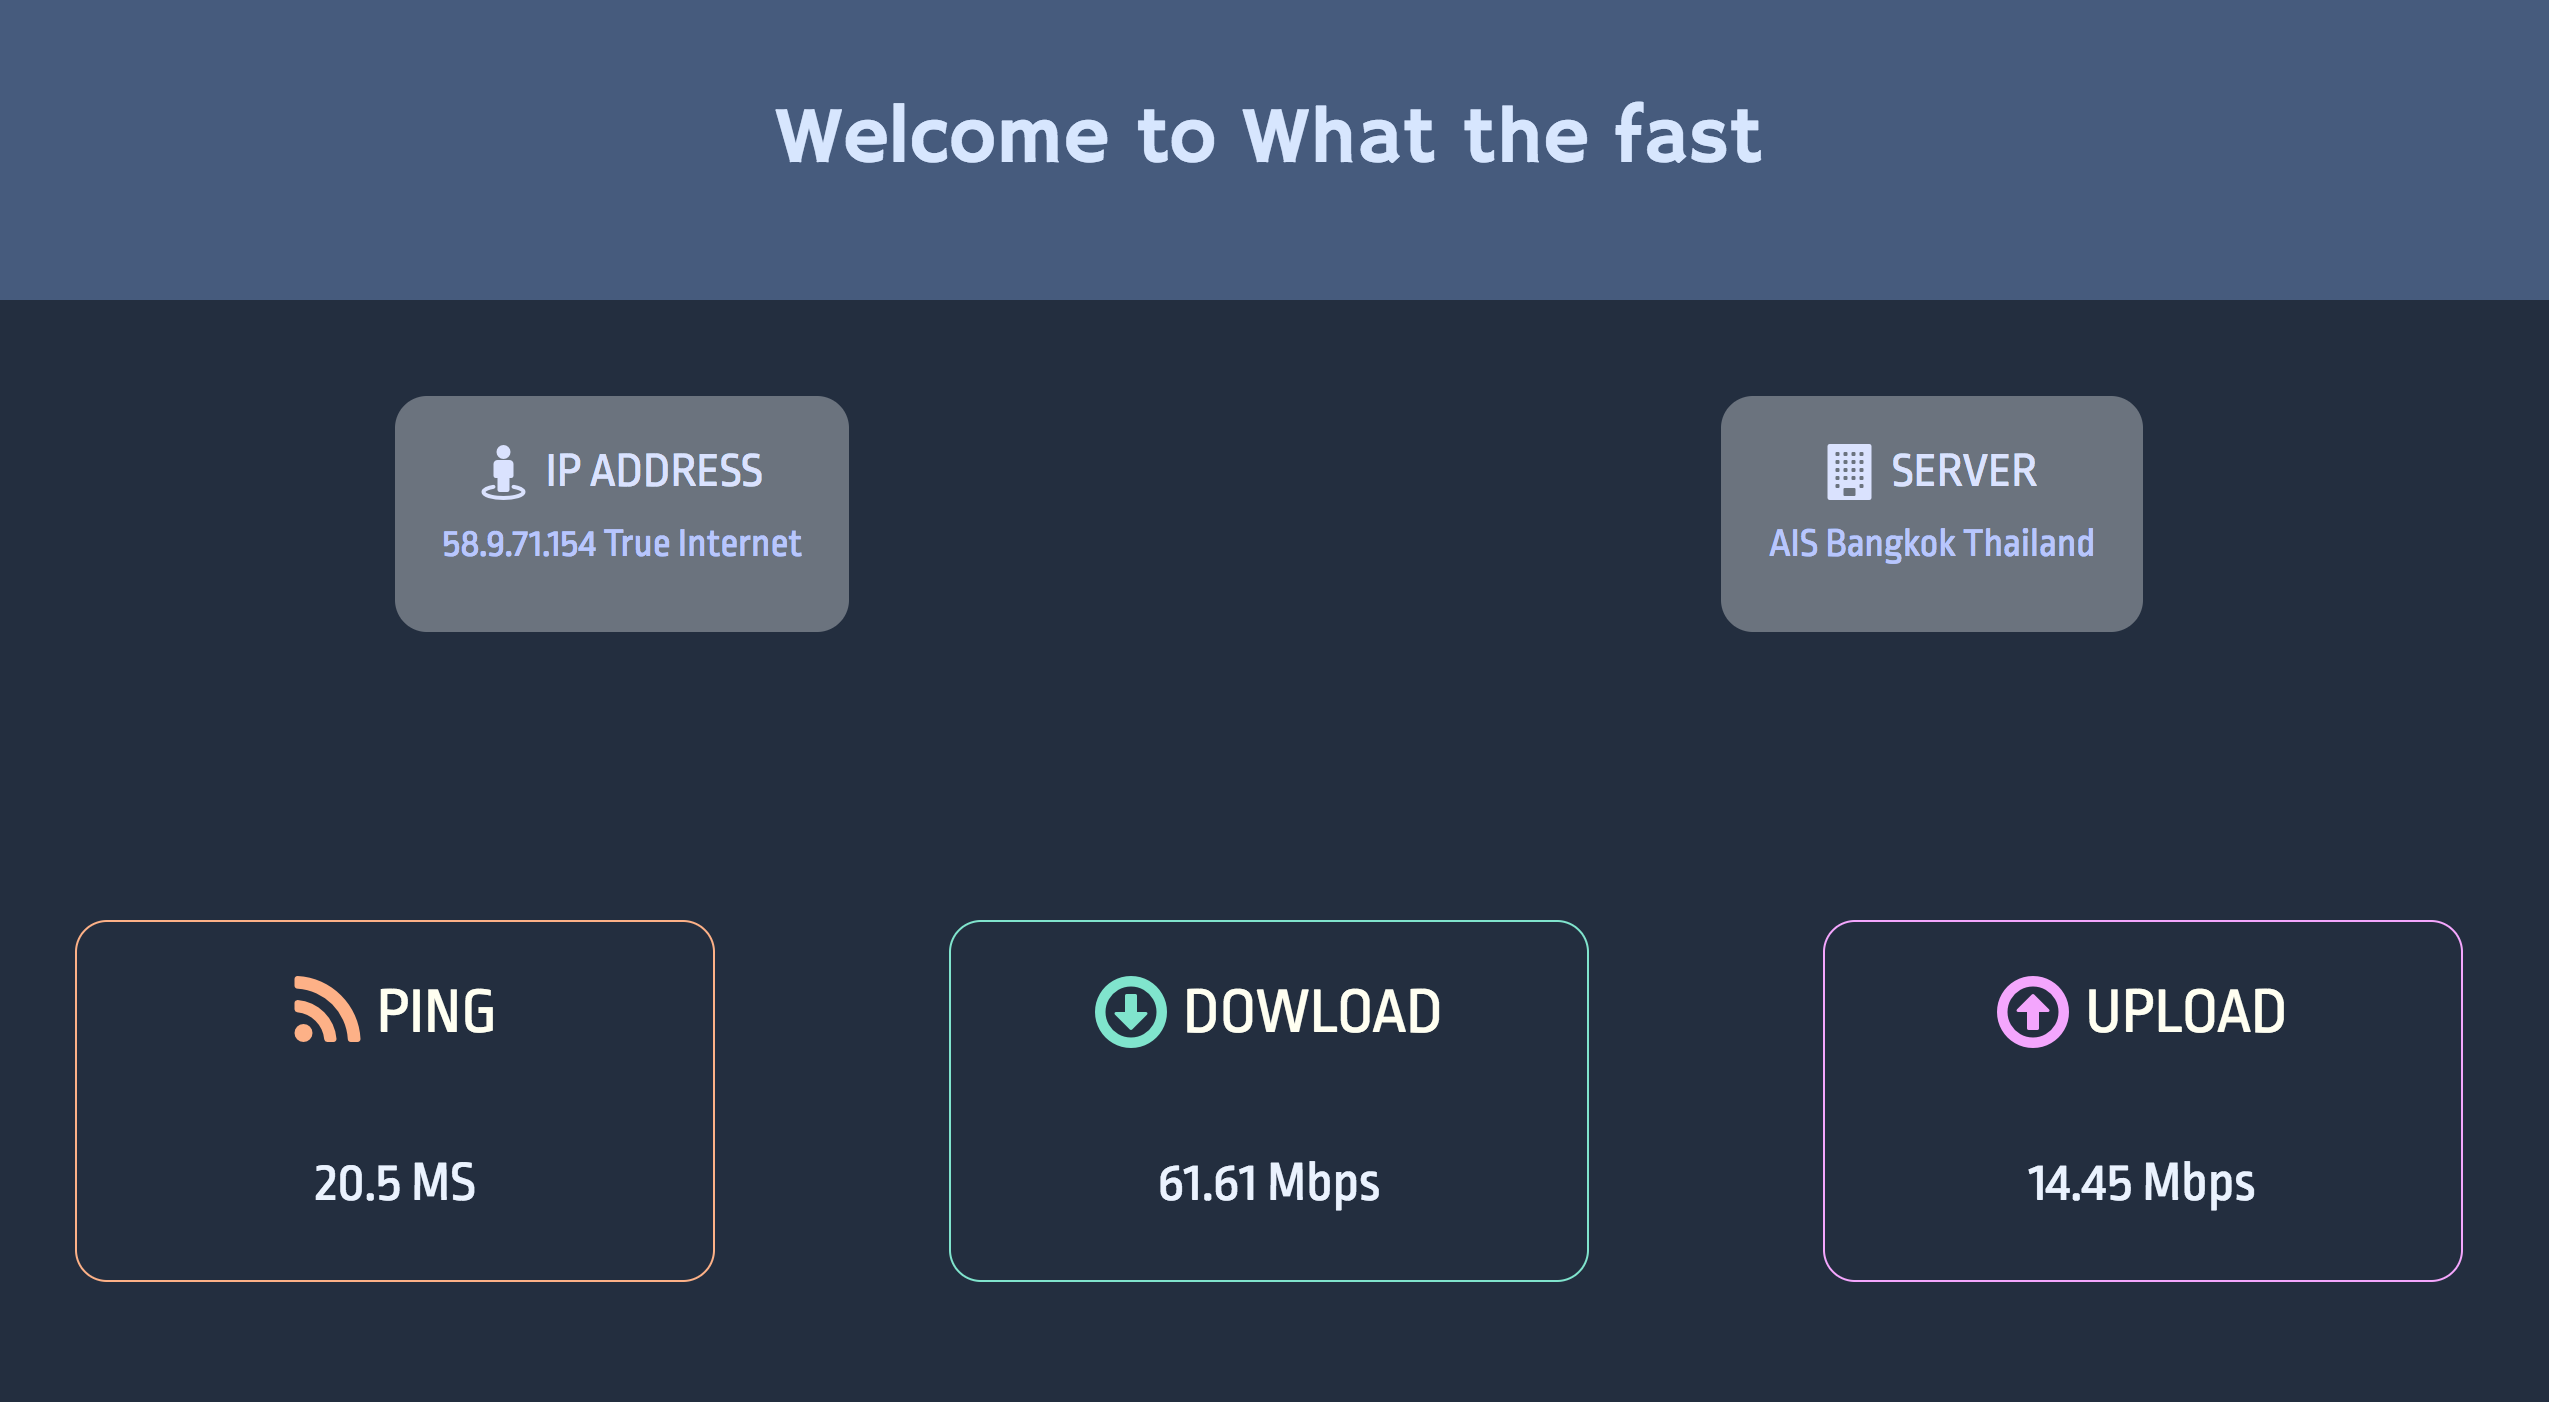 Welcome to What the fast
IP ADDRESS
58.9.71.154 True Internet
SERVER
AIS Bangkok Thailand
PING
20.5 MS
DOWLOAD
61.61 Mbps
UPLOAD
14.45 Mbps